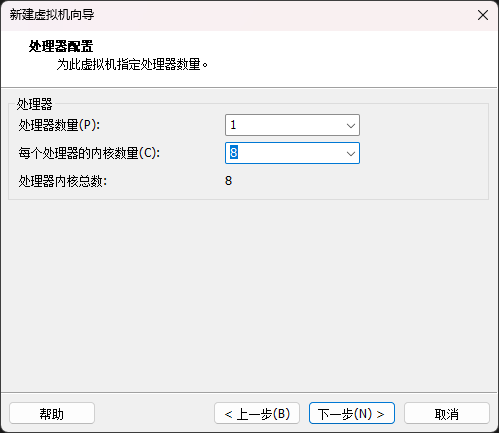 新建虚拟机向导
处理器配置
为此虚拟机指定处理器数量。
处理器
处理器数量(P): 1
每个处理器的内核数量(C): 8
处理器内核总数: 8
帮助 < 上一步(B) 下一步(N) > 取消